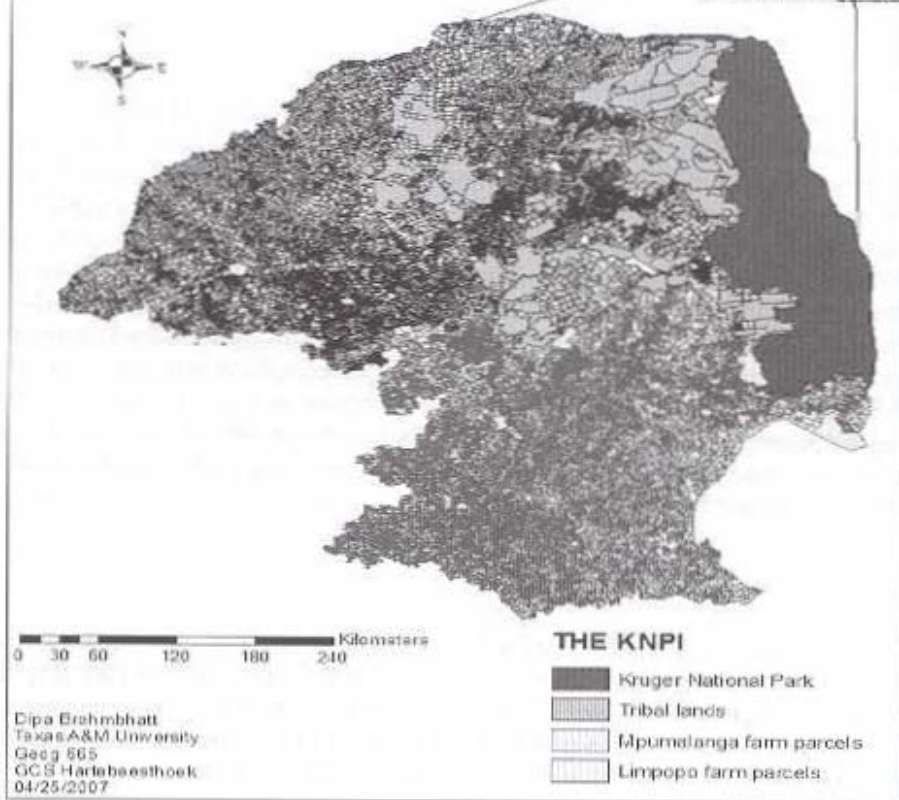 N
W E
S
Kilometers
0 30 60 120 180 240
THE KNPI
Kruger National Park
Tribal lands
Mpumalanga farm parcels
Limpopo farm parcels
Dipa Brahmbhatt
Texas A&M University
Geog 665
GCS Hartebeesthoek
04/25/2007